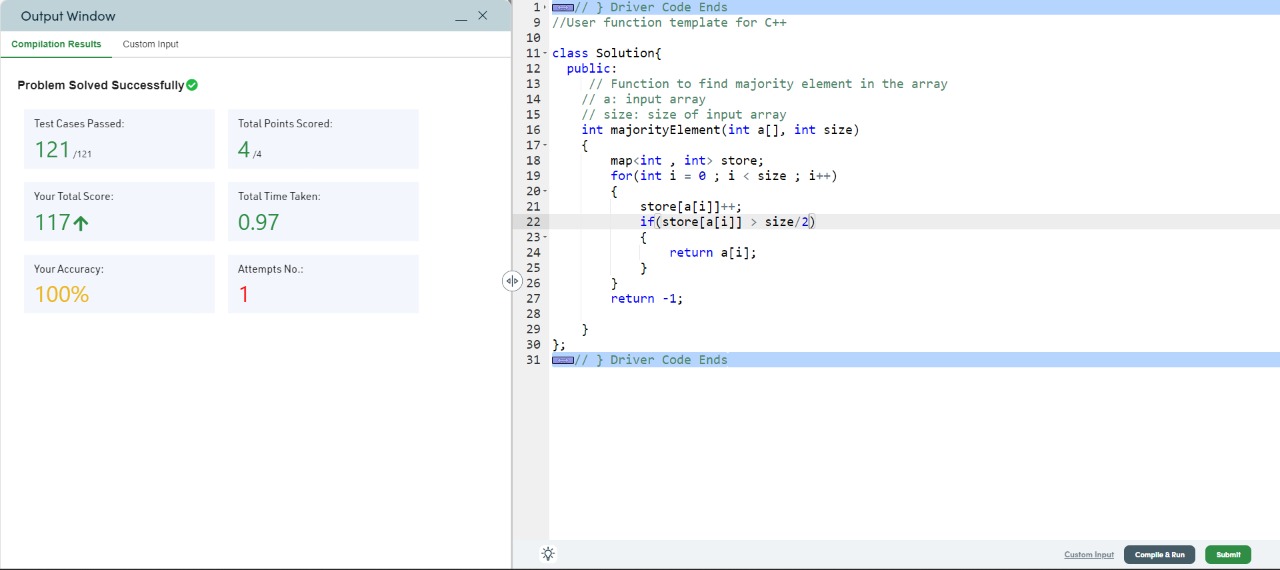 Output Window
Compilation Results Custom Input
Problem Solved Successfully
Test Cases Passed: Total Points Scored:
121 /121 4 /4
Your Total Score: Total Time Taken:
117 0.97
Your Accuracy: Attempts No.:
100% 1
1 // } Driver Code Ends
9 //User function template for C++
10
11 class Solution{
12 public:
13 // Function to find majority element in the array
14 // a: input array
15 // size: size of input array
16 int majorityElement(int a[], int size)
17 {
18 map<int , int> store;
19 for(int i = 0 ; i < size ; i++)
20 {
21 store[a[i]]++;
22 if(store[a[i]] > size/2)
23 {
24 return a[i];
25 }
26 }
27 return -1;
28
29 }
30 };
31 // } Driver Code Ends
Custom Input Compile & Run Submit